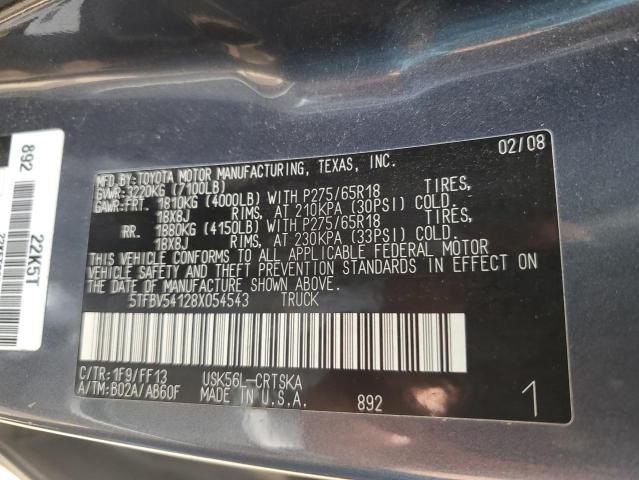 MFD.BY:TOYOTA MOTOR MANUFACTURING, TEXAS, INC. 02/08
GVWR:3220KG (7100LB)
GAWR:FRT. 1810KG (4000LB) WITH P275/65R18 TIRES,
18X8J RIMS, AT 210KPA (30PSI) COLD.
RR. 1880KG (4150LB) WITH P275/65R18 TIRES,
18X8J RIMS, AT 230KPA (33PSI) COLD.
THIS VEHICLE CONFORMS TO ALL APPLICABLE FEDERAL MOTOR
VEHICLE SAFETY AND THEFT PREVENTION STANDARDS IN EFFECT ON
THE DATE OF MANUFACTURE SHOWN ABOVE.
5TFBV54128X054543 TRUCK
C/TR:1F9/FF13 USK56L-CRTSKA
A/TM:B02A/AB60F MADE IN U.S.A. 892 1
892
22K5T